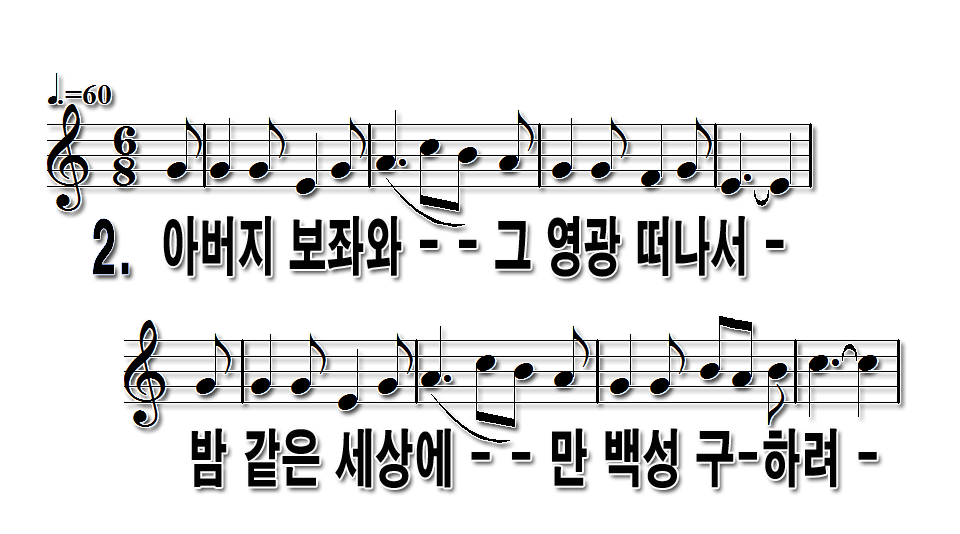 ♩.=60
6
8
2. 아버지 보좌와 - - 그 영광 떠나서 -
밤 같은 세상에 - - 만 백성 구-하려 -